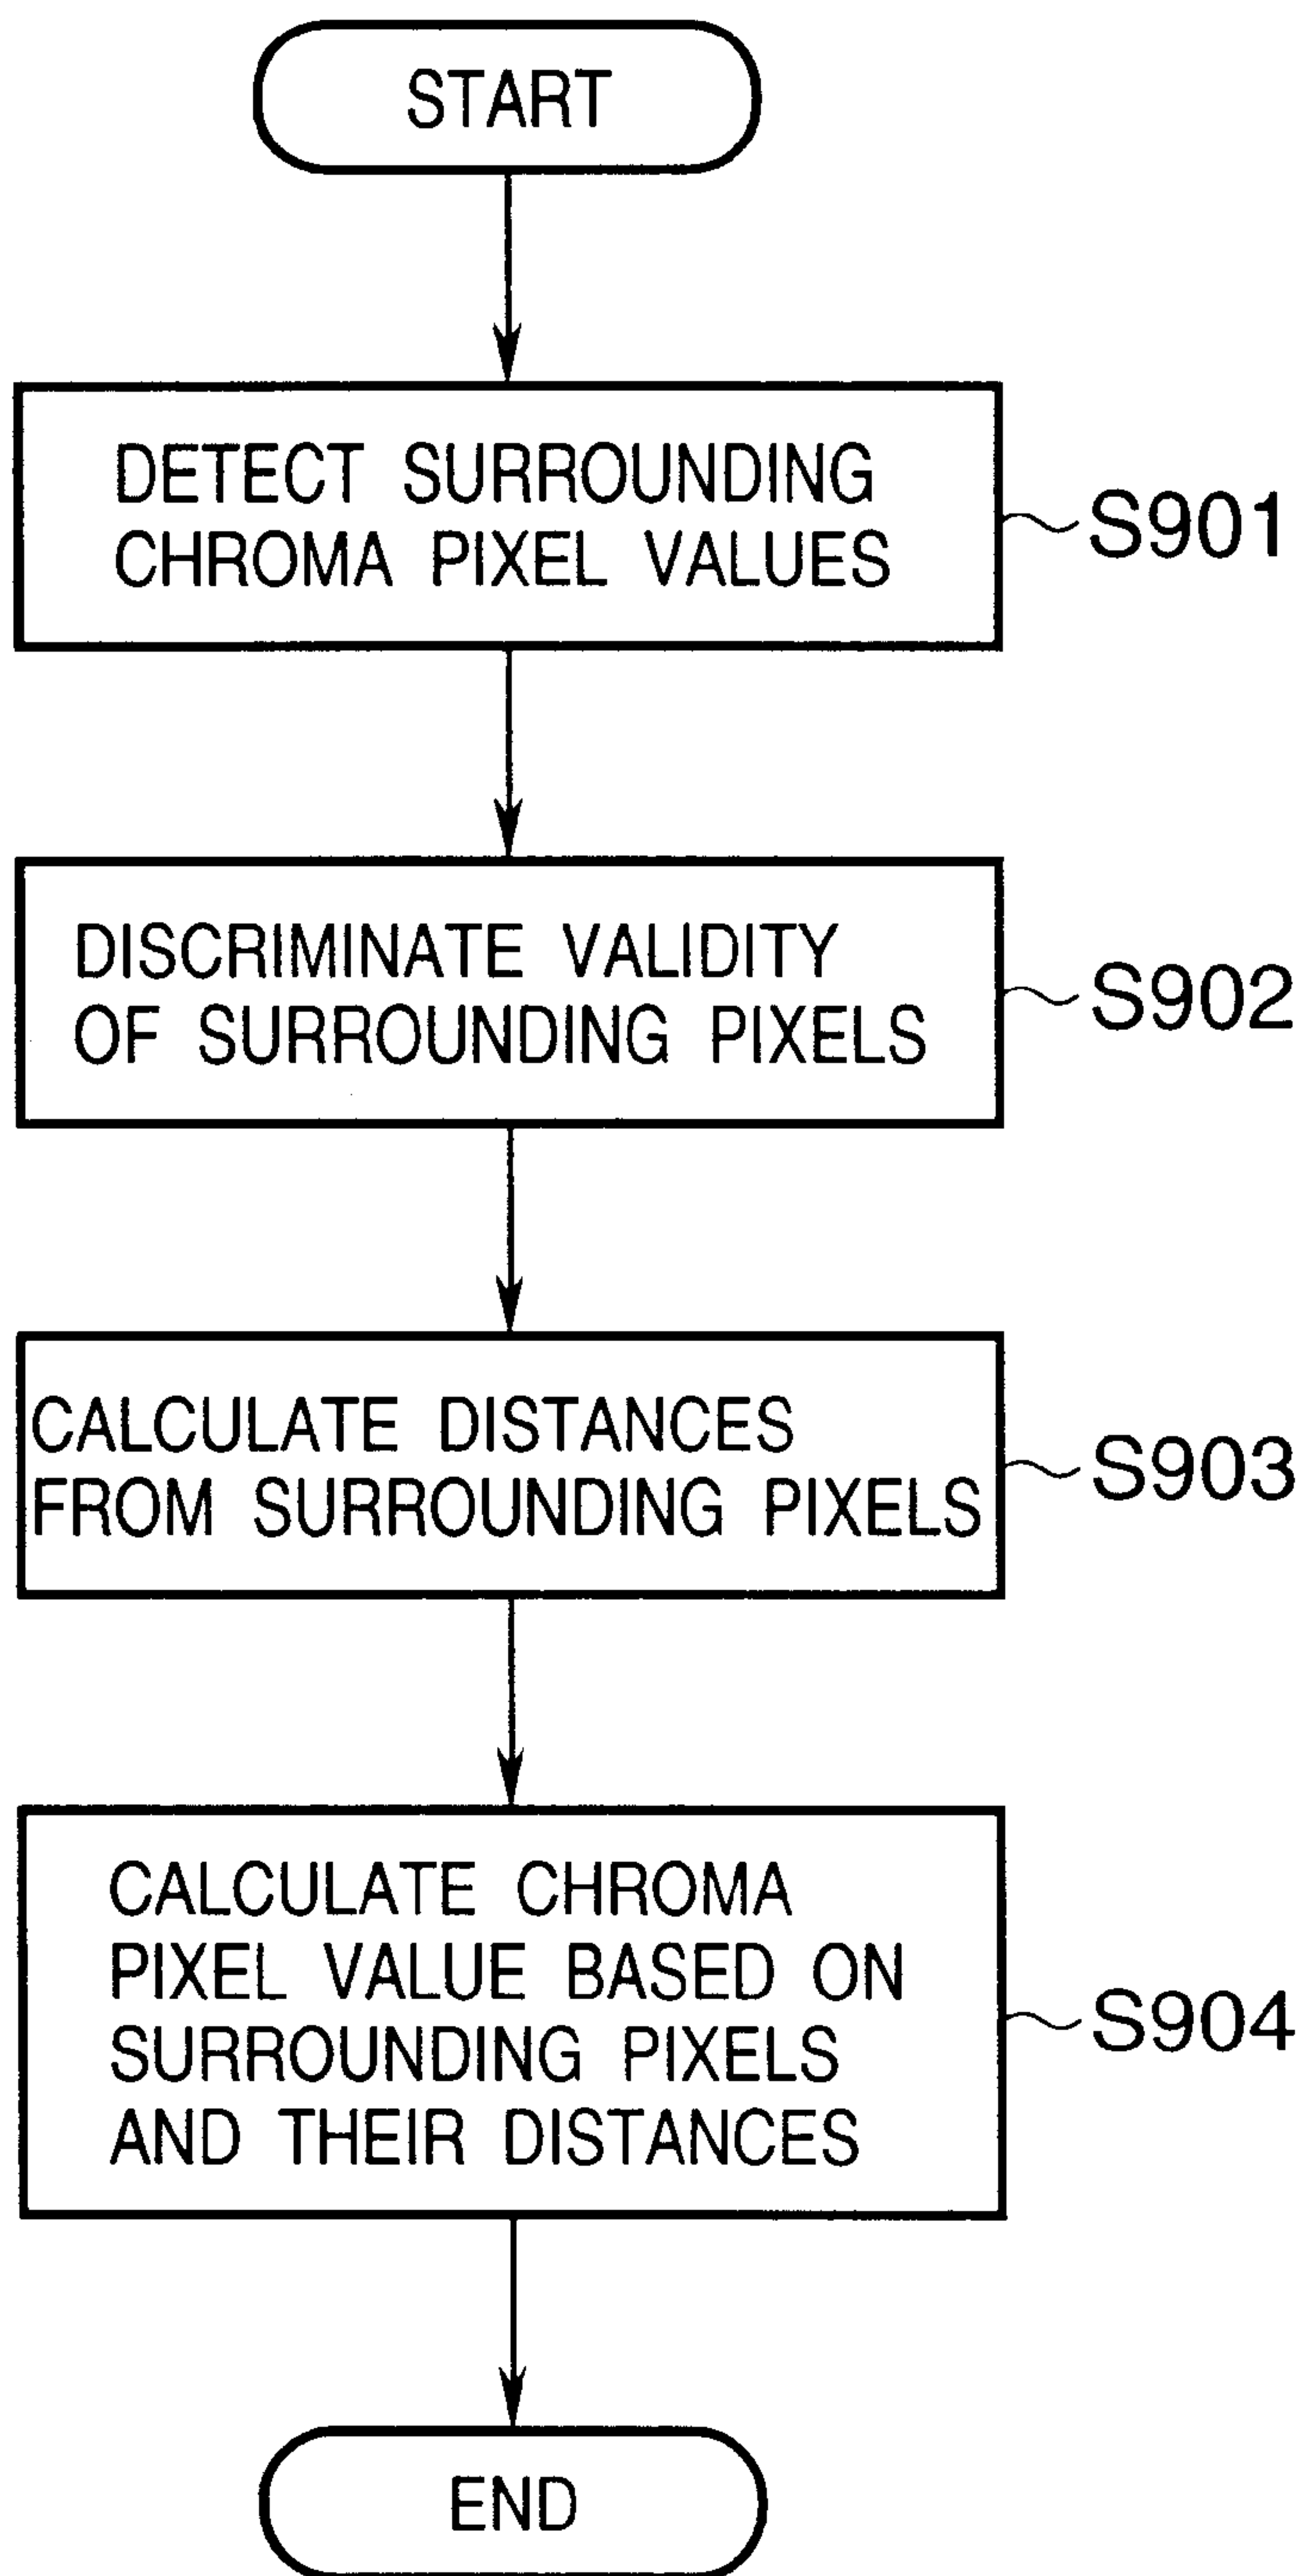 START
DETECT SURROUNDING
CHROMA PIXEL VALUES
S901
DISCRIMINATE VALIDITY
OF SURROUNDING PIXELS
S902
CALCULATE DISTANCES
FROM SURROUNDING PIXELS
S903
CALCULATE CHROMA
PIXEL VALUE BASED ON
SURROUNDING PIXELS
AND THEIR DISTANCES
S904
END